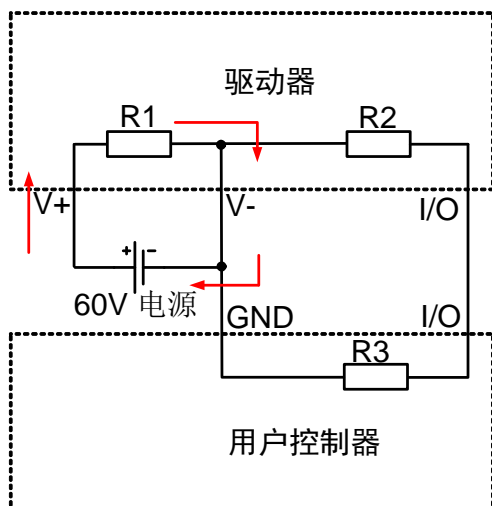 驱动器
R1
R2
V+
V-
I/O
+ -
60V 电源
GND
I/O
R3
用户控制器